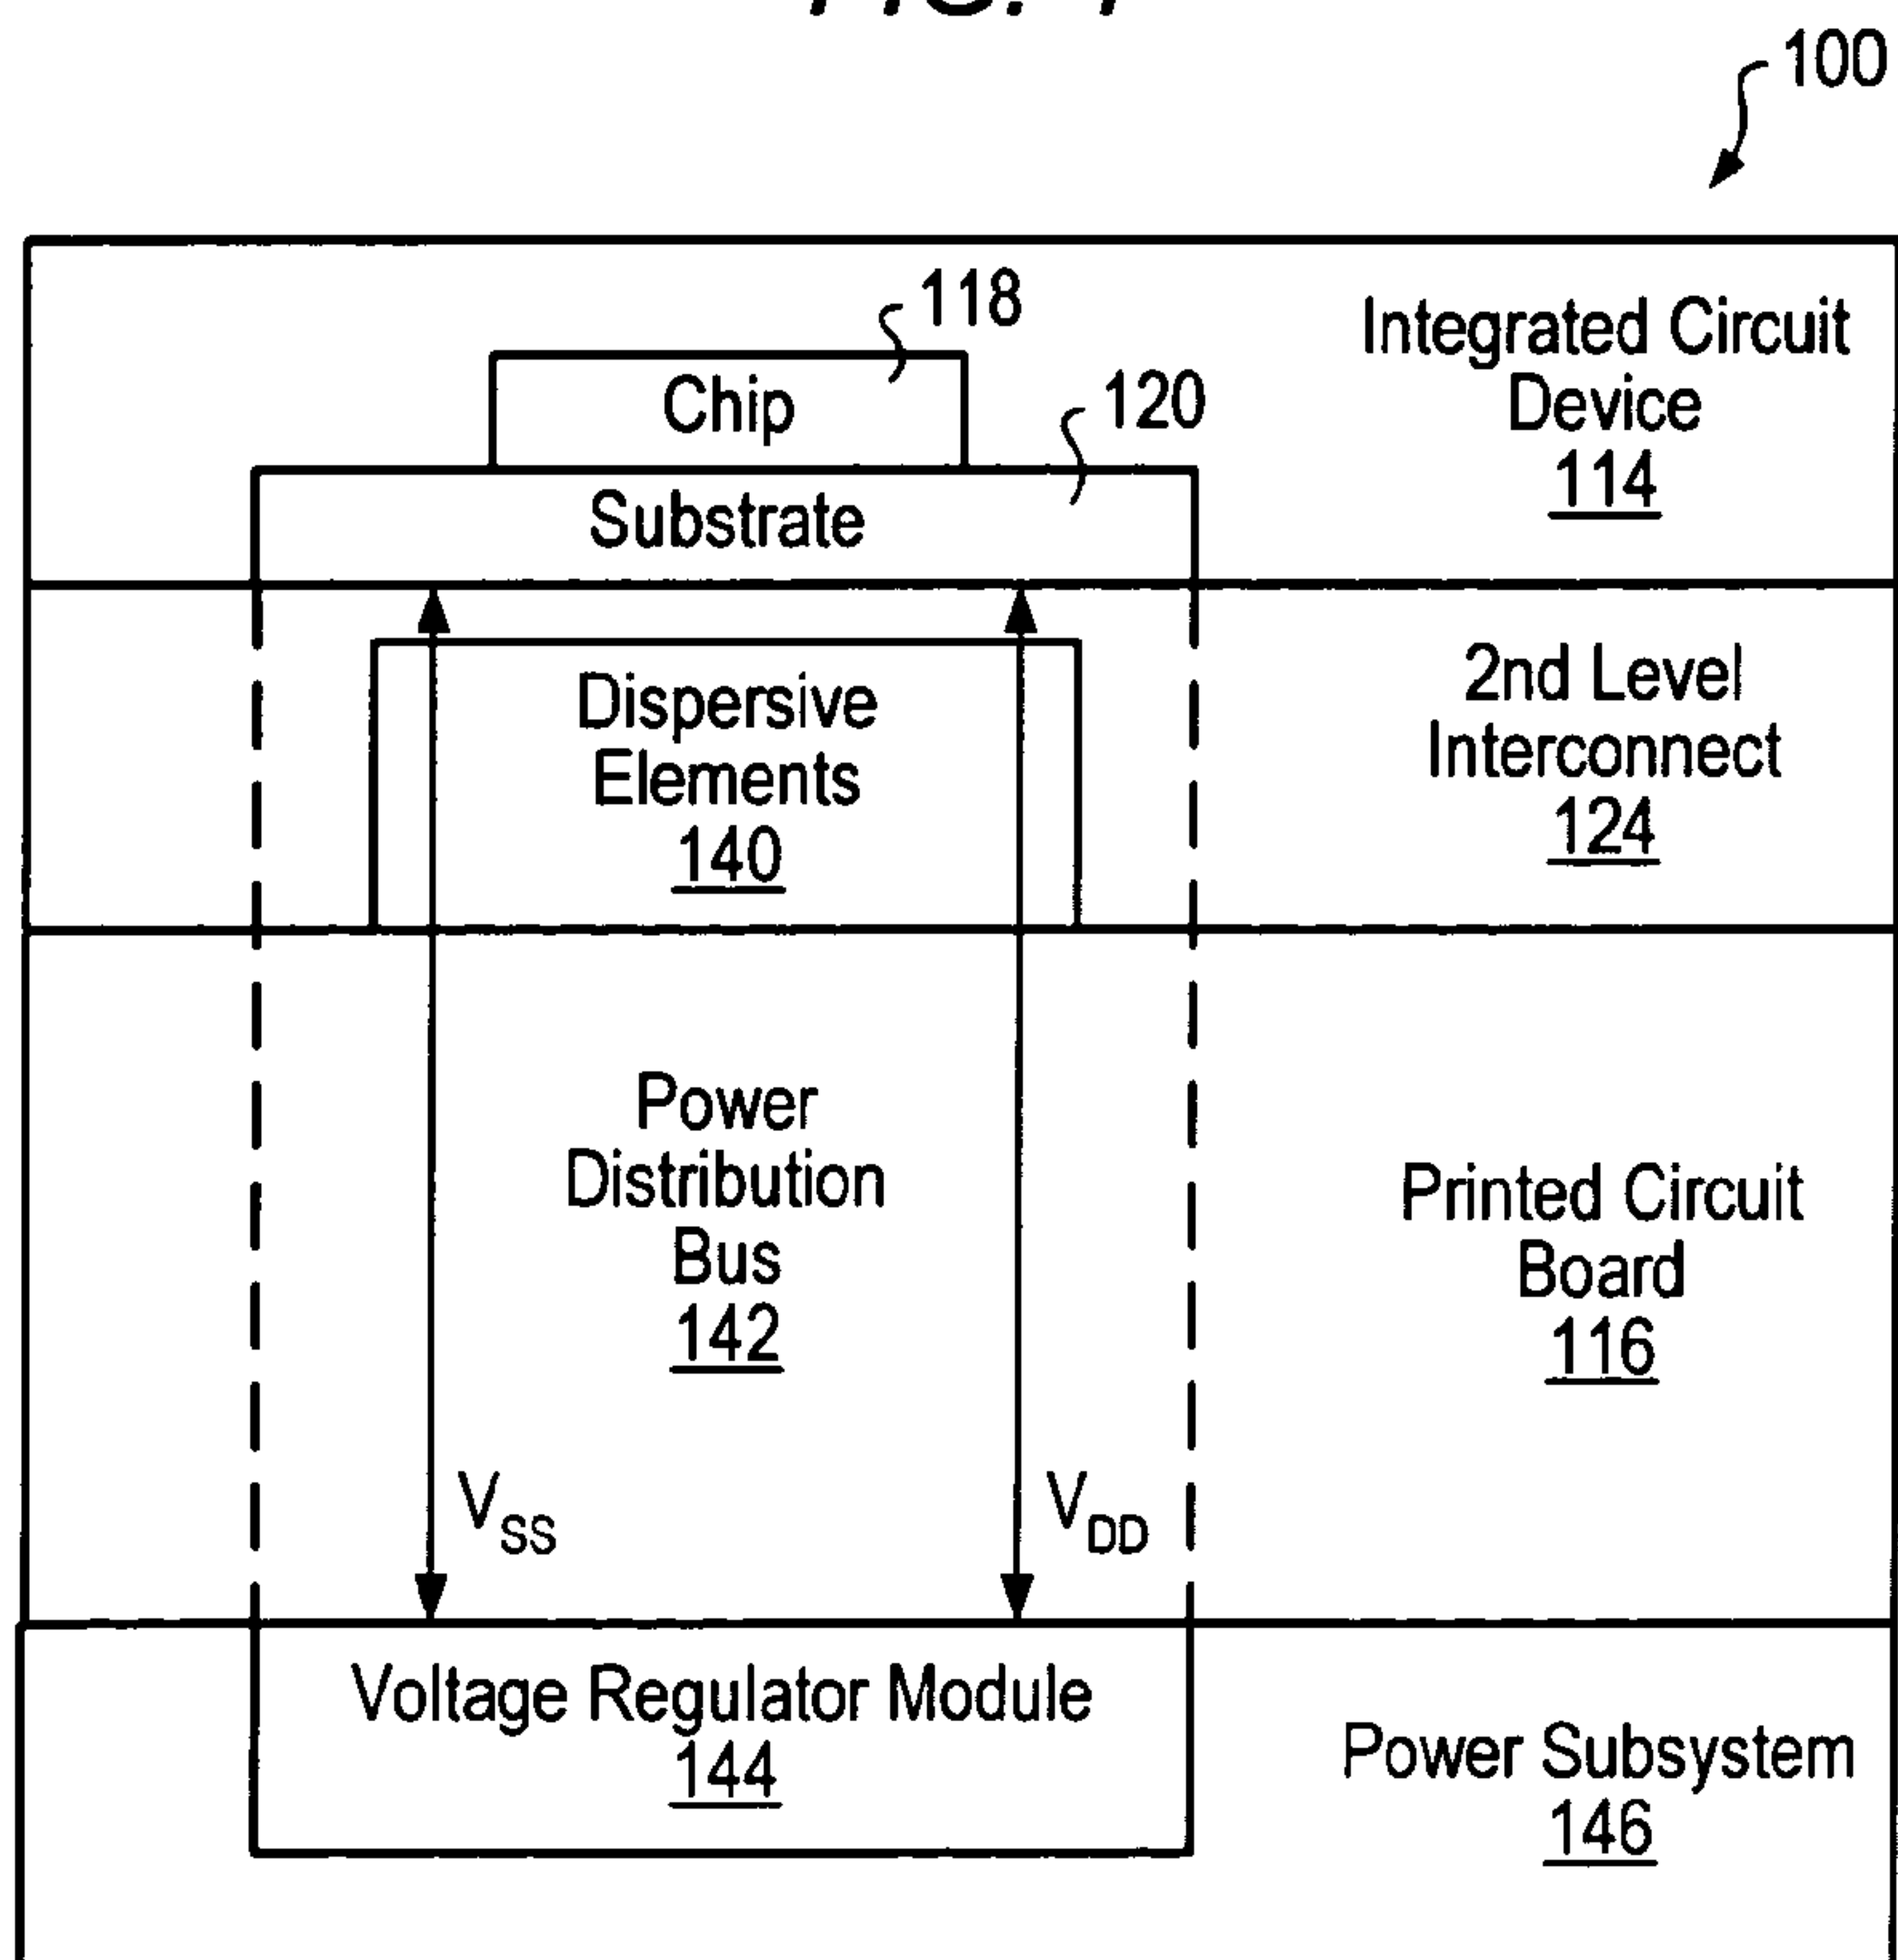 100
118
Integrated Circuit
Device
114
Chip
120
Substrate
Dispersive
Elements
140
2nd Level
Interconnect
124
Power
Distribution
Bus
142
Printed Circuit
Board
116
VSS
VDD
Voltage Regulator Module
144
Power Subsystem
146